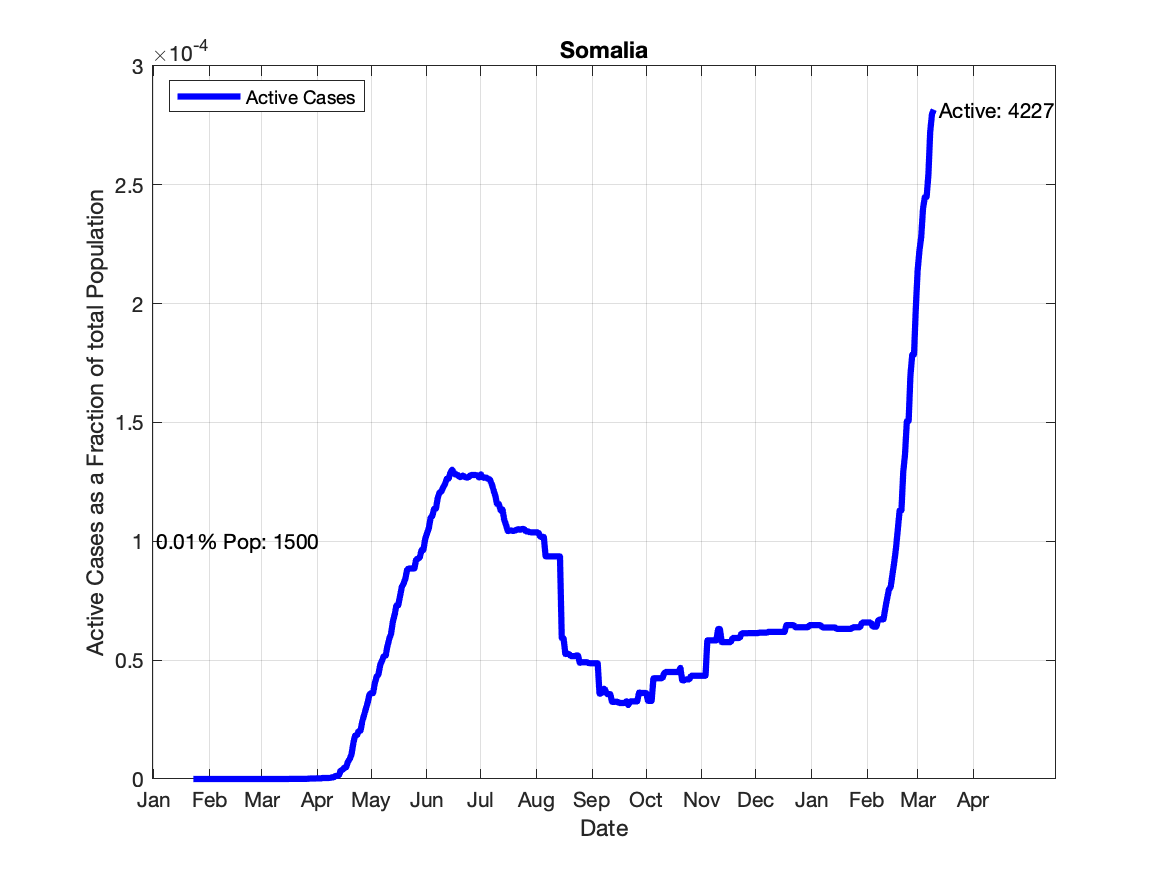 Somalia
×10-4
3
2.5
2
1.5
1
0.5
0
Active Cases
Active: 4227
0.01% Pop: 1500
Active Cases as a Fraction of total Population
Jan Feb Mar Apr May Jun Jul Aug Sep Oct Nov Dec Jan Feb Mar Apr
Date